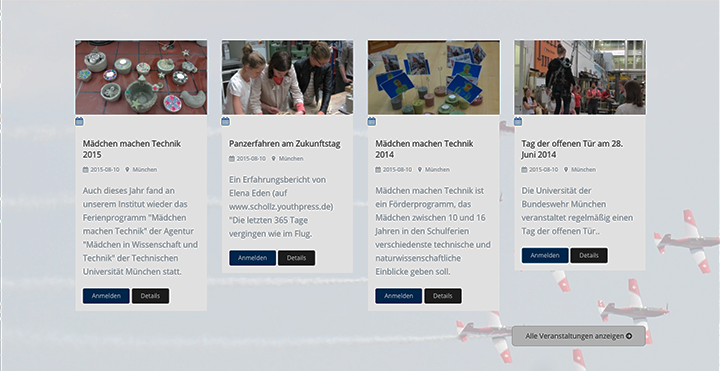 Mädchen machen Technik
2015
2015-08-10 München
Auch dieses Jahr fand an
unserem Institut wieder das
Ferienprogramm "Mädchen
machen Technik" der Agentur
"Mädchen in Wissenschaft und
Technik" der Technischen
Universität München statt.
Anmelden Details
Panzerfahren am Zukunftstag
2015-08-10 München
Ein Erfahrungsbericht von
Elena Eden (auf
www.schollz.youthpress.de)
"Die letzten 365 Tage
vergingen wie im Flug.
Anmelden Details
Mädchen machen Technik
2014
2015-08-10 München
Mädchen machen Technik ist
ein Förderprogramm, das
Mädchen zwischen 10 und 16
Jahren in den Schulferien
verschiedenste technische und
naturwissenschaftliche
Einblicke geben soll.
Anmelden Details
Tag der offenen Tür am 28.
Juni 2014
2015-08-10 München
Die Universität der
Bundeswehr München
veranstaltet regelmäßig einen
Tag der offenen Tür..
Anmelden Details
Alle Veranstaltungen anzeigen